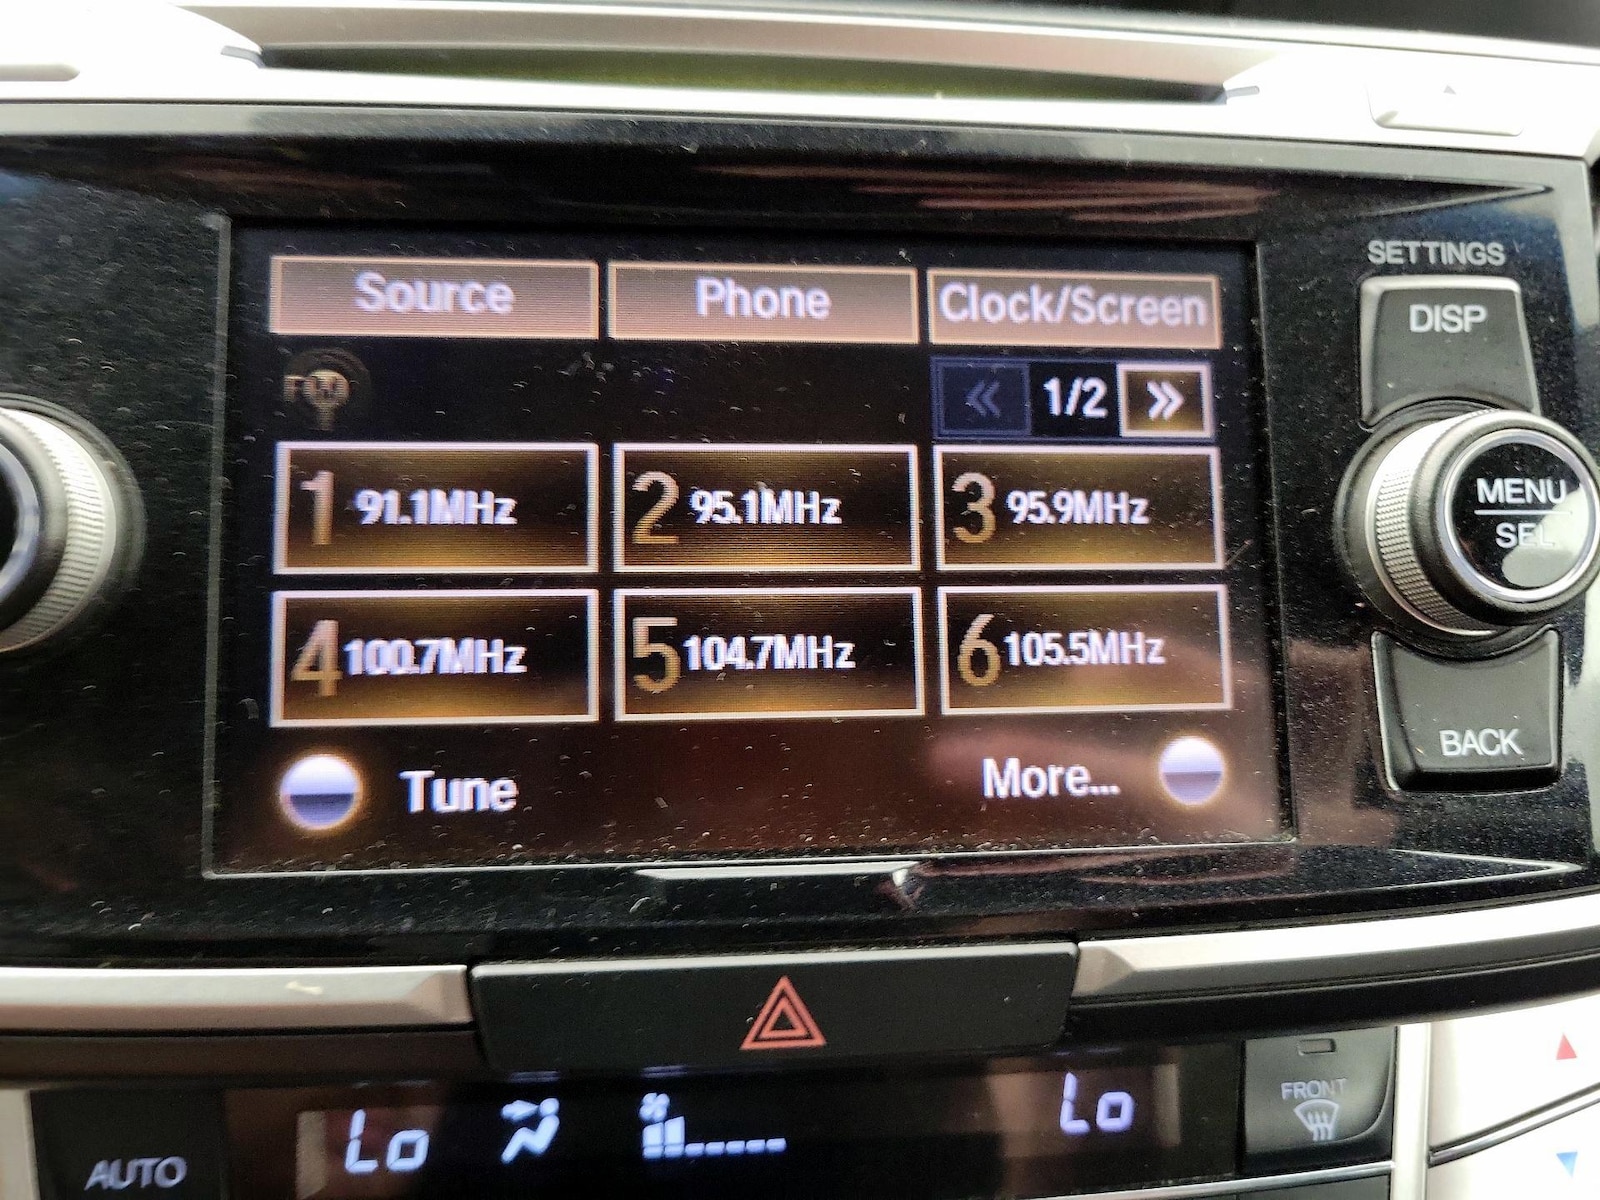 SETTINGS
Source Phone Clock/Screen
DISP
FM
1/2
1 91.1MHz 2 95.1MHz 3 95.9MHz
MENU
SEL
4 100.7MHz 5 104.7MHz 6 105.5MHz
BACK
Tune More...
FRONT
Lo Lo
AUTO